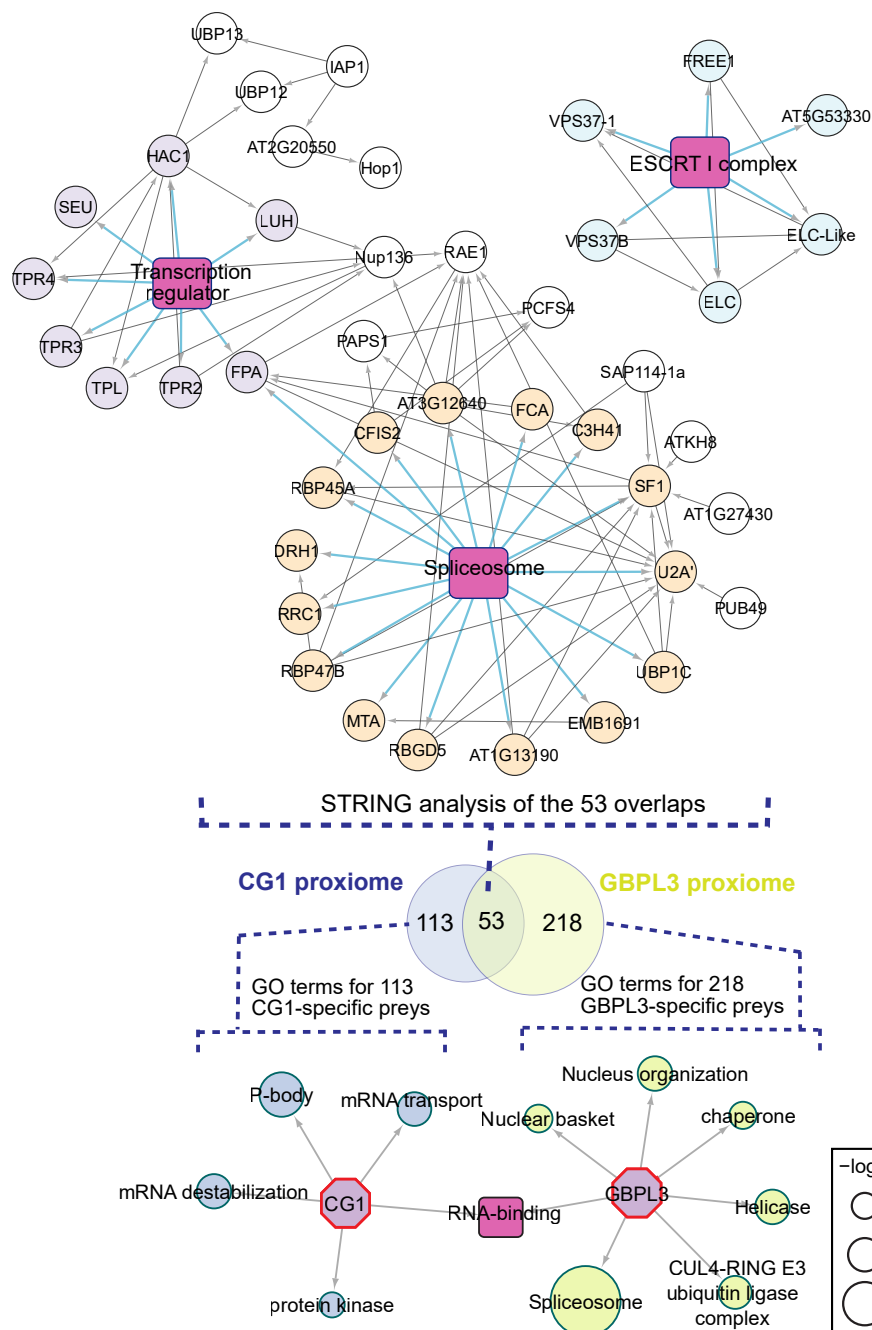 UBP13
IAP1
UBP12
AT2G20550
Hop1
HAC1
SEU
LUH
Nup136
RAE1
TPR4
Transcription
regulator
TPR3
TPL
TPR2
FPA
FREE1
VPS37-1
AT5G53330
ESCRT I complex
VPS37B
ELC-Like
ELC
PCFS4
PAPS1
SAP114-1a
AT3G12640
FCA
CFIS2
C3H41
ATKH8
RBP45A
SF1
AT1G27430
DRH1
Spliceosome
U2A'
RRC1
PUB49
RBP47B
UBP1C
MTA
EMB1691
RBGD5
AT1G13190
STRING analysis of the 53 overlaps
CG1 proxiome
GBPL3 proxiome
113
53
218
GO terms for 113
CG1-specific preys
GO terms for 218
GBPL3-specific preys
P-body
mRNA transport
mRNA destabilization
CG1
protein kinase
RNA-binding
Nucleus organization
Nuclear basket
chaperone
GBPL3
Helicase
CUL4-RING E3
ubiquitin ligase
complex
Spliceosome
−log